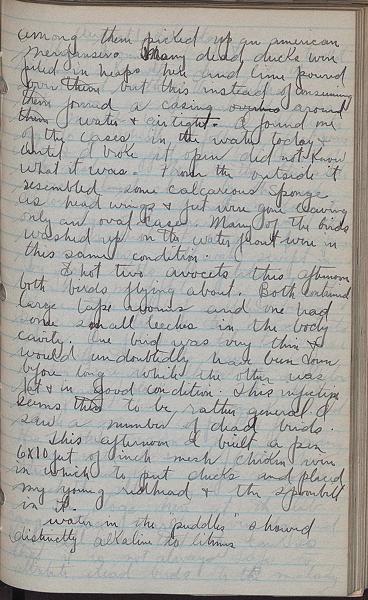 among them picked up an american
merganser. Many dead ducks were
piled in heaps here and lime poured
over them but this instead of consuming
them formed a casing around
them water & airtight. I found one
of the cases in the water today &
until I broke it open did not know
what it was. From the outside it
resembled some calcareous sponge
as head wings & feet were gone leaving
only an oval case. Many of the birds
washed up on the water front were in
this same condition.
Shot two avocets this afternoon
both birds flying about. Both contained
large tape worms and one had
some small leeches in the body
cavity. One bird was very thin &
would undoubtedly have been down
before long while the other was
fat & in good condition. This infection
seems to be rather general. I
saw a number of dead birds.
This afternoon I built a pen
6X10 feet of inch mesh chicken wire
in which to put ducks and placed
my young redhead & the spoonbill
in it.
Water in the puddles" showed
distinctly alkaline to litmus